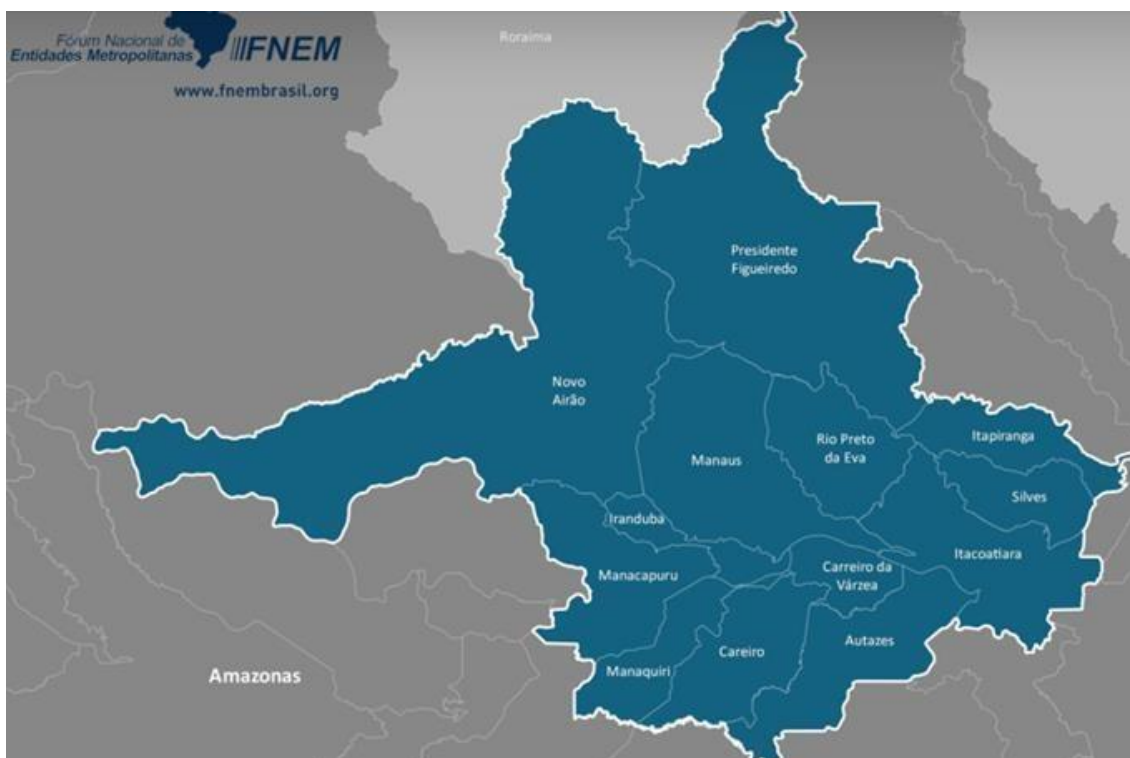 Fórum Nacional de
Entidades Metropolitanas
FNEM
www.fnembrasil.org
Roraima
Presidente
Figueiredo
Novo
Airão
Manaus
Rio Preto
da Eva
Itapiranga
Silves
Iranduba
Itacoatiara
Manacapuru
Carreiro da
Várzea
Autazes
Careiro
Manaquiri
Amazonas